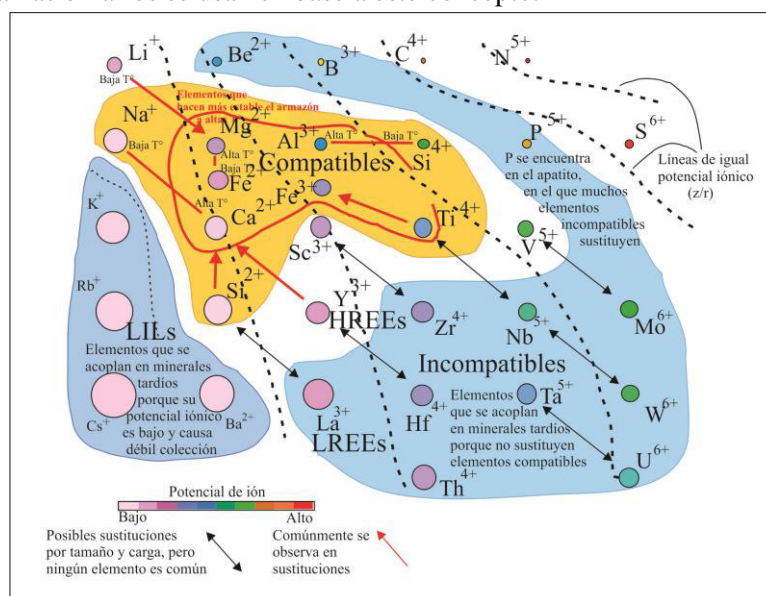 Li⁺
Be²⁺
B³⁺
C⁴⁺
N⁵⁺
Baja T°
Elementos que
hacen más estable el armazón
a alta
Na⁺
Mg²⁺
Al³⁺
Alta T°
Baja T°
4+
Si
P⁵⁺
S⁶⁺
Baja T°
Alta T°
Baja T°
Compatibles
P se encuentra
en el apatito,
en el que muchos
elementos
incompatibles
sustituyen
Líneas de igual
potencial iónico
(z/r)
Fe²⁺
Fe³⁺
Alta T°
K⁺
Ca²⁺
Sc³⁺
Ti⁴⁺
V⁵⁺
Si²⁺
Y³⁺
HREEs
Rb⁺
LILs
Zr⁴⁺
Nb⁵⁺
Mo⁶⁺
Elementos que se
acoplan en minerales
tardíos
porque su
potencial iónico
es bajo y causa
débil colección
Incompatibles
Cs⁺
Ba²⁺
La³⁺
LREEs
Hf⁴⁺
Ta⁵⁺
W⁶⁺
Elementos
que se acoplan
en minerales tardíos
porque no sustituyen
elementos compatibles
Th⁴⁺
U⁶⁺
Potencial de ión
Bajo
Alto
Posibles sustituciones
por tamaño y carga, pero
ningún elemento es común
Comúnmente se
observa en
sustituciones